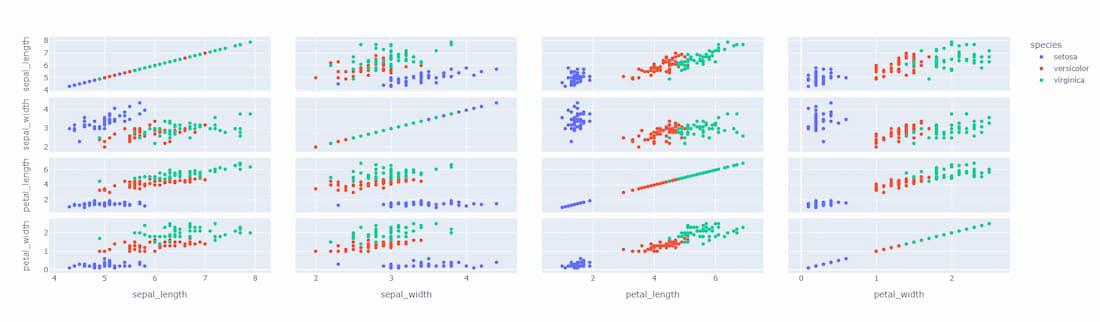 species
setosa
versicolor
virginica
sepal_length
8
7
6
5
4
sepal_width
4
3
2
petal_length
6
4
2
petal_width
2
1
0
4 5 6 7 8
2 3 4
2 4 6
0 1 2
sepal_length sepal_width petal_length petal_width